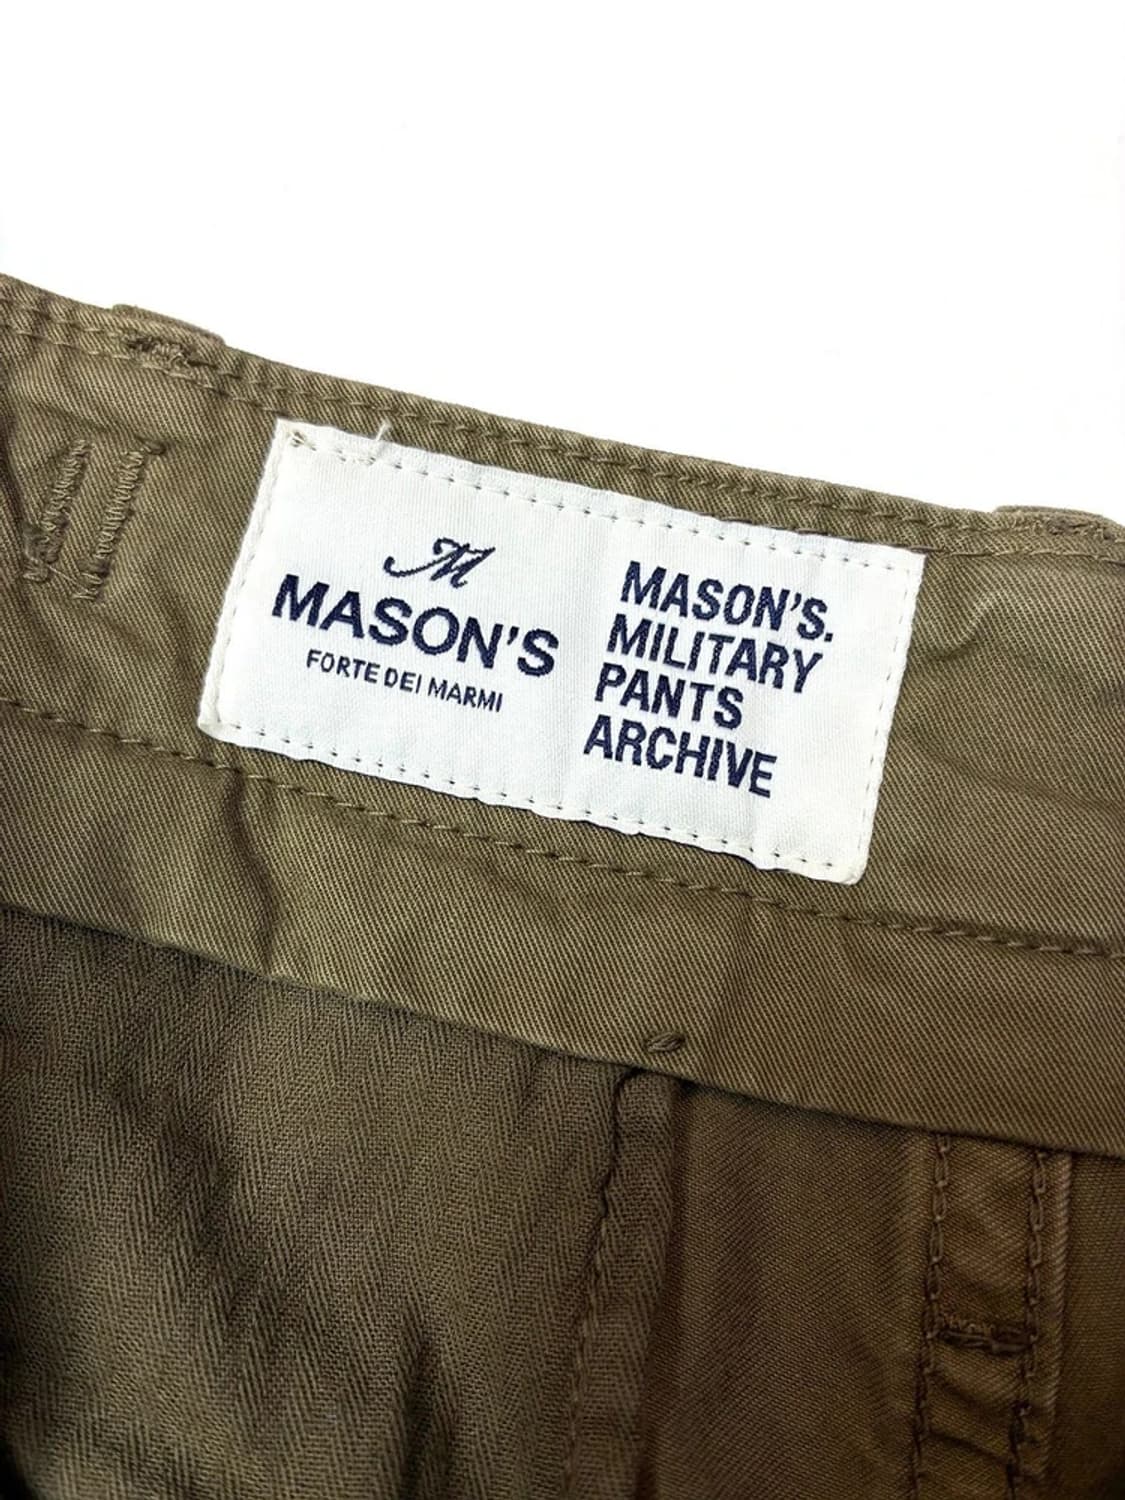 M
MASON'S
FORTE DEI MARMI
MASON'S.
MILITARY
PANTS
ARCHIVE